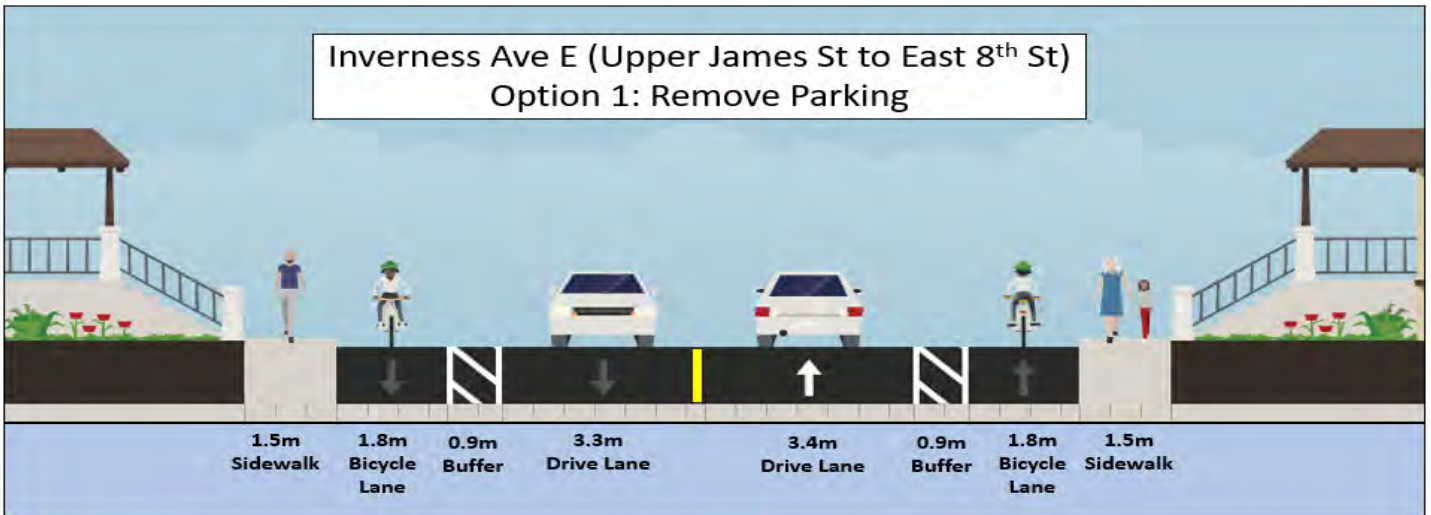 Inverness Ave E (Upper James St to East 8th St)
Option 1: Remove Parking
1.5m
Sidewalk
1.8m
Bicycle
Lane
0.9m
Buffer
3.3m
Drive Lane
3.4m
Drive Lane
0.9m
Buffer
1.8m
Bicycle
Lane
1.5m
Sidewalk